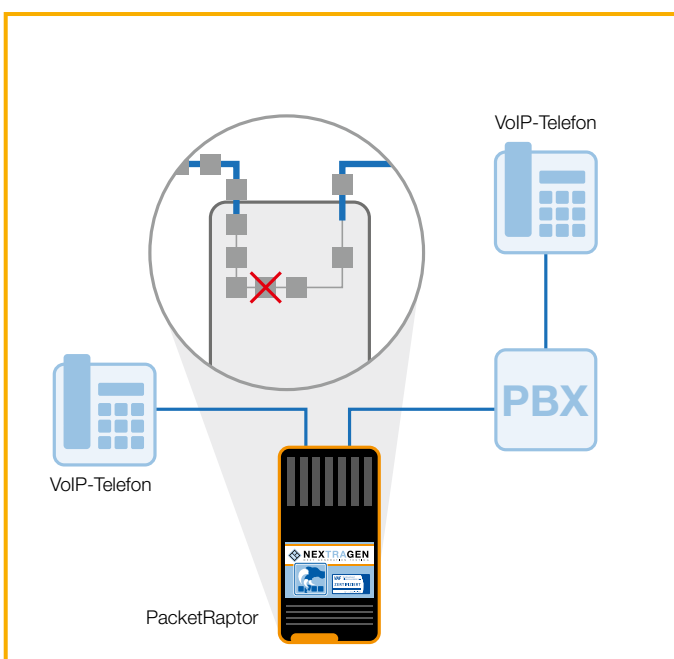 VoIP-Telefon
PBX
VoIP-Telefon
NEXTRAGEN
PacketRaptor